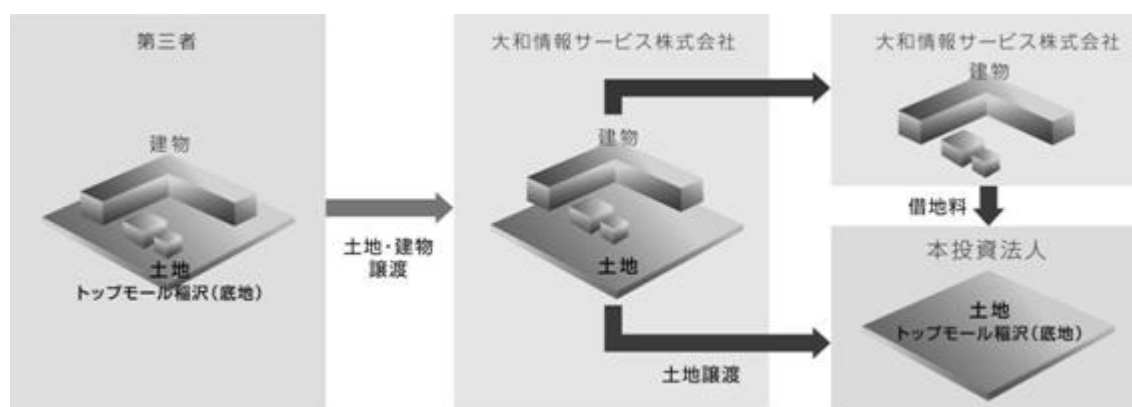 第三者
建物
土地
トップモール稲沢(底地)
土地・建物
譲渡
大和情報サービス株式会社
建物
土地
土地譲渡
大和情報サービス株式会社
建物
借地料
本投資法人
土地
トップモール稲沢(底地)